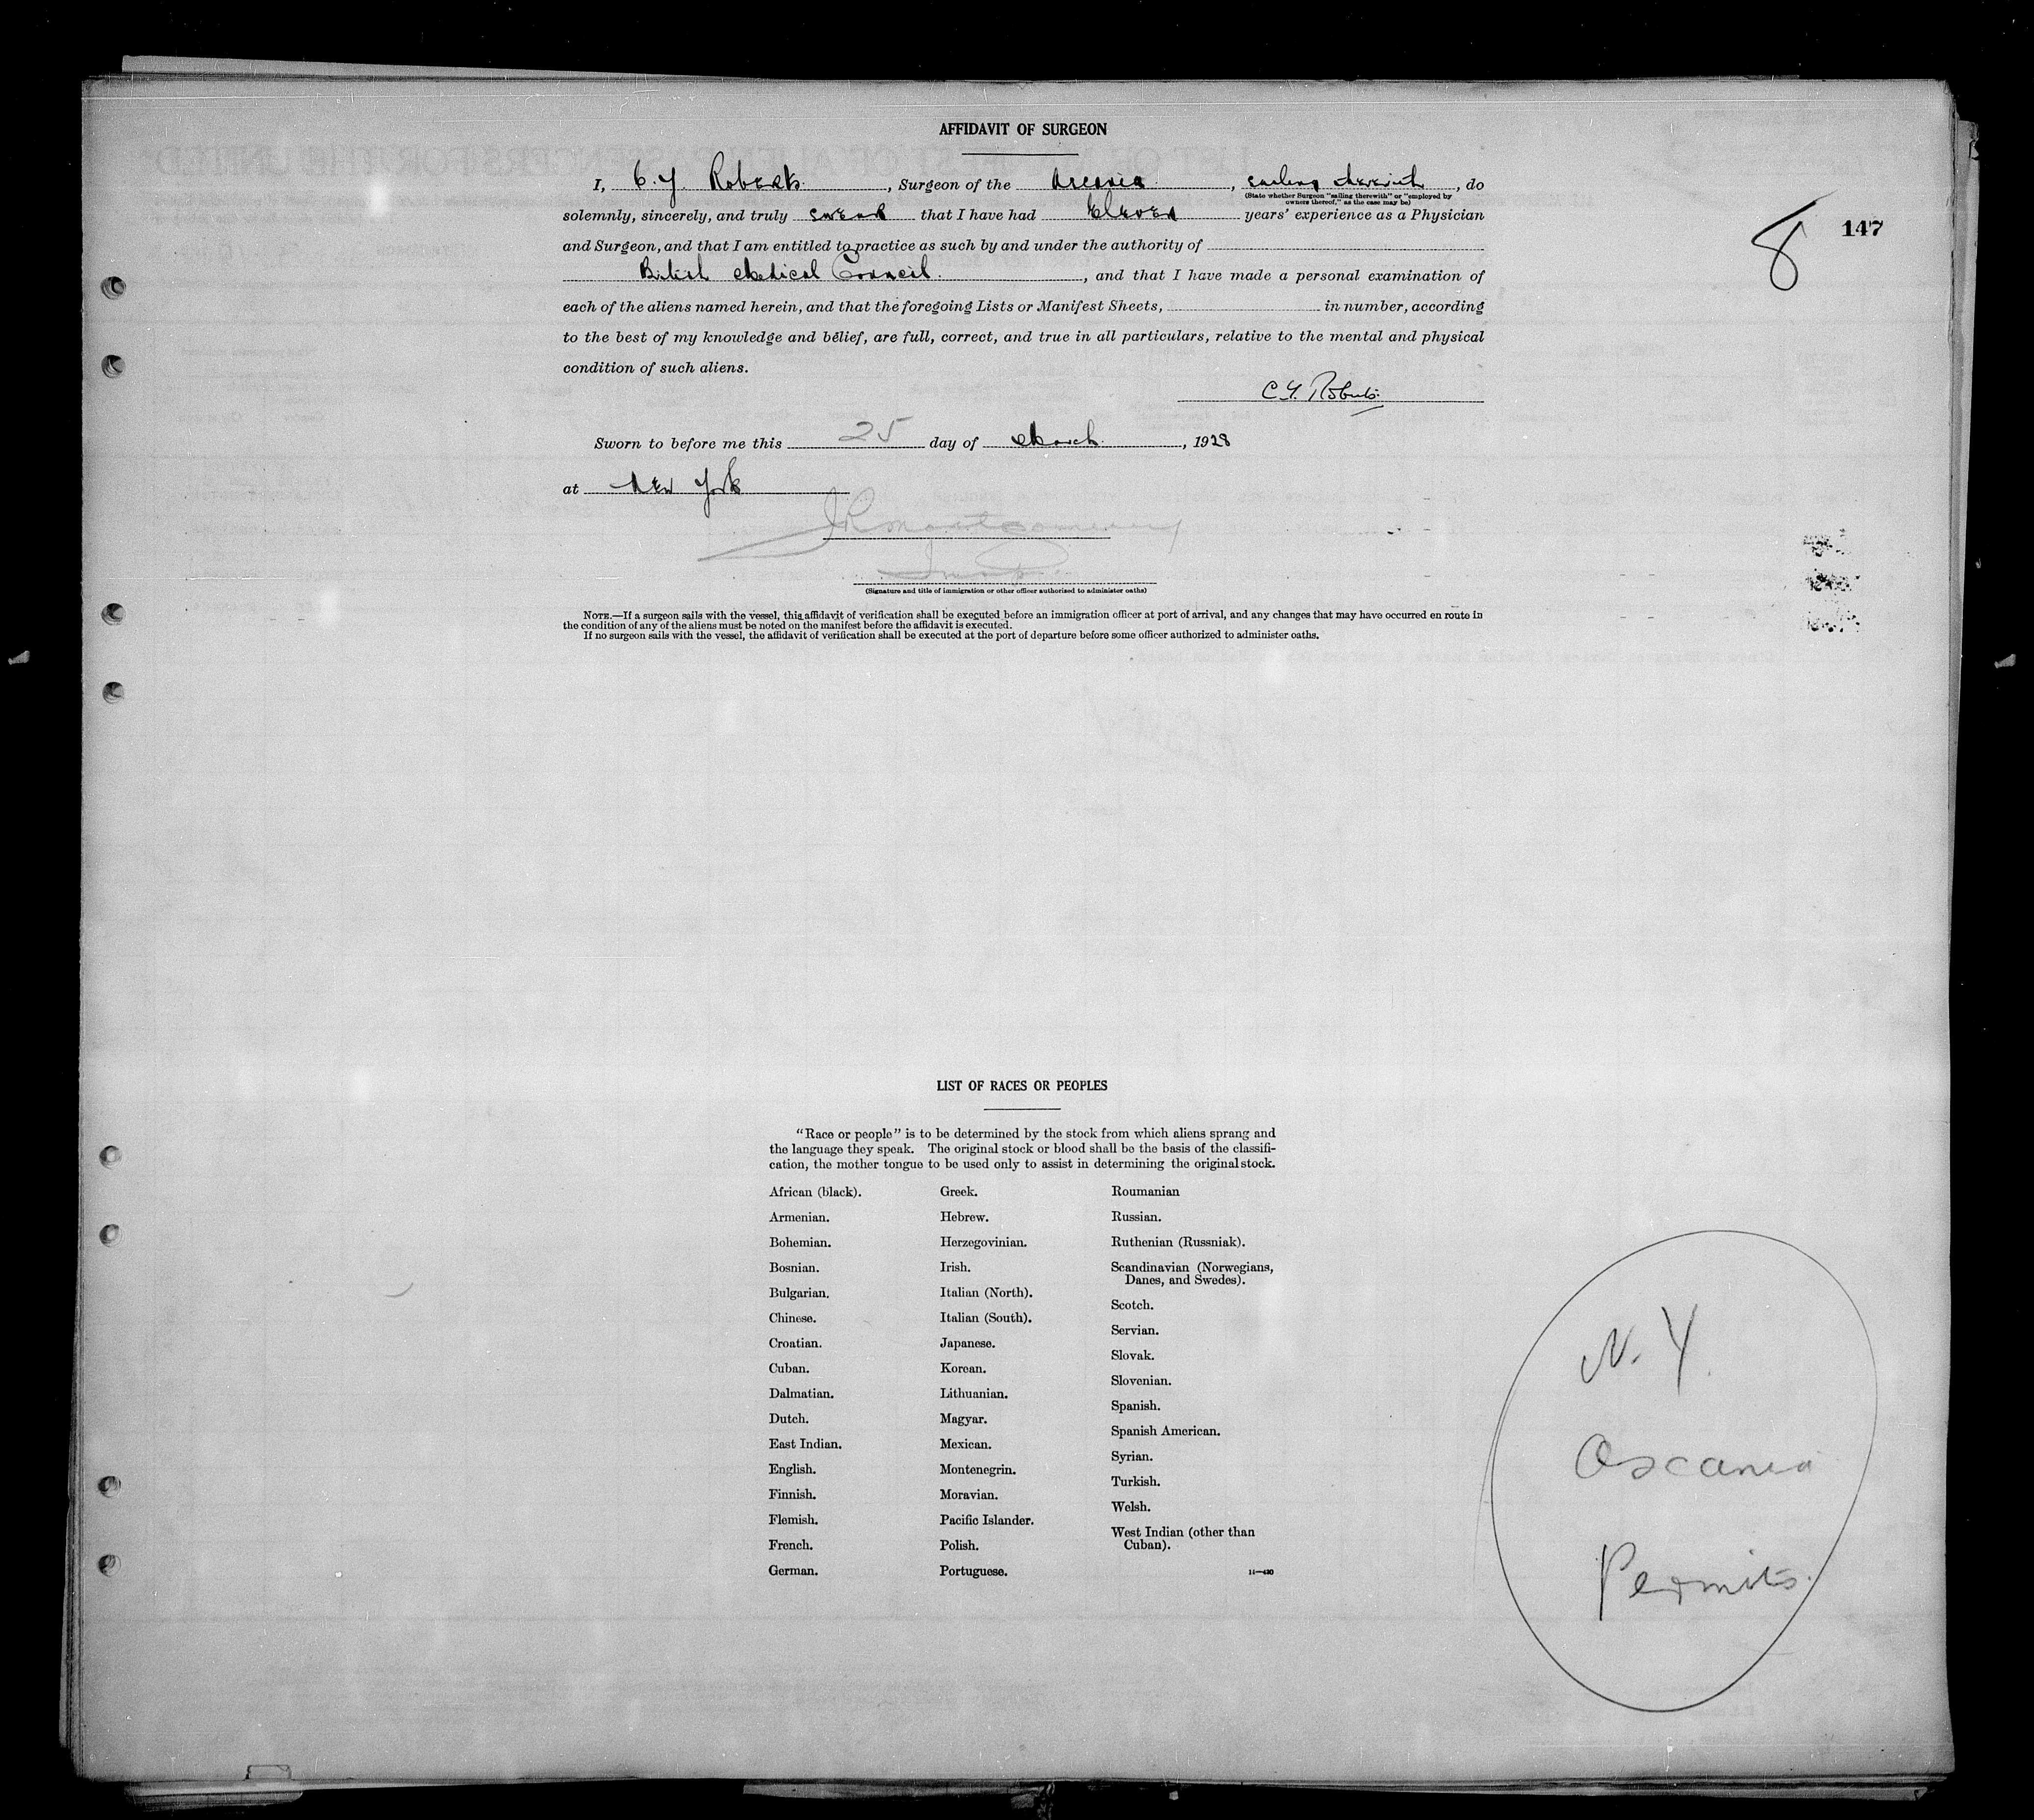 AFFIDAVIT OF SURGEON
I, C. Y. Roberts, Surgeon of the Ascania, sailing therewith, do
(State whether Surgeon "sailing therewith" or "employed by
owners thereof," as the case may be)
solemnly, sincerely, and truly swear that I have had Eleven years' experience as a Physician
and Surgeon, and that I am entitled to practice as such by and under the authority of
British Medical Council., and that I have made a personal examination of
each of the aliens named herein, and that the foregoing Lists or Manifest Sheets, in number, according
to the best of my knowledge and belief, are full, correct, and true in all particulars, relative to the mental and physical
condition of such aliens.
C. Y. Roberts.
Sworn to before me this 25 day of March., 1928
at New York
JR Montgomery
(Signature and title of immigration or other officer authorized to administer oaths)
NOTE.—If a surgeon sails with the vessel, this affidavit of verification shall be executed before an immigration officer at port of arrival, and any changes that may have occurred en route in
the condition of any of the aliens must be noted on the manifest before the affidavit is executed.
If no surgeon sails with the vessel, the affidavit of verification shall be executed at the port of departure before some officer authorized to administer oaths.
8 147
LIST OF RACES OR PEOPLES
"Race or people" is to be determined by the stock from which aliens sprang and
the language they speak. The original stock or blood shall be the basis of the classifi-
cation, the mother tongue to be used only to assist in determining the original stock.
African (black).
Armenian.
Bohemian.
Bosnian.
Bulgarian.
Chinese.
Croatian.
Cuban.
Dalmatian.
Dutch.
East Indian.
English.
Finnish.
Flemish.
French.
German.
Greek.
Hebrew.
Herzegovinian.
Irish.
Italian (North).
Italian (South).
Japanese.
Korean.
Lithuanian.
Magyar.
Mexican.
Montenegrin.
Moravian.
Pacific Islander.
Polish.
Portuguese.
Roumanian
Russian.
Ruthenian (Russniak).
Scandinavian (Norwegians,
Danes, and Swedes).
Scotch.
Servian.
Slovak.
Slovenian.
Spanish.
Spanish American.
Syrian.
Turkish.
Welsh.
West Indian (other than
Cuban).
11—420
N. Y.
Ascania
Permits.